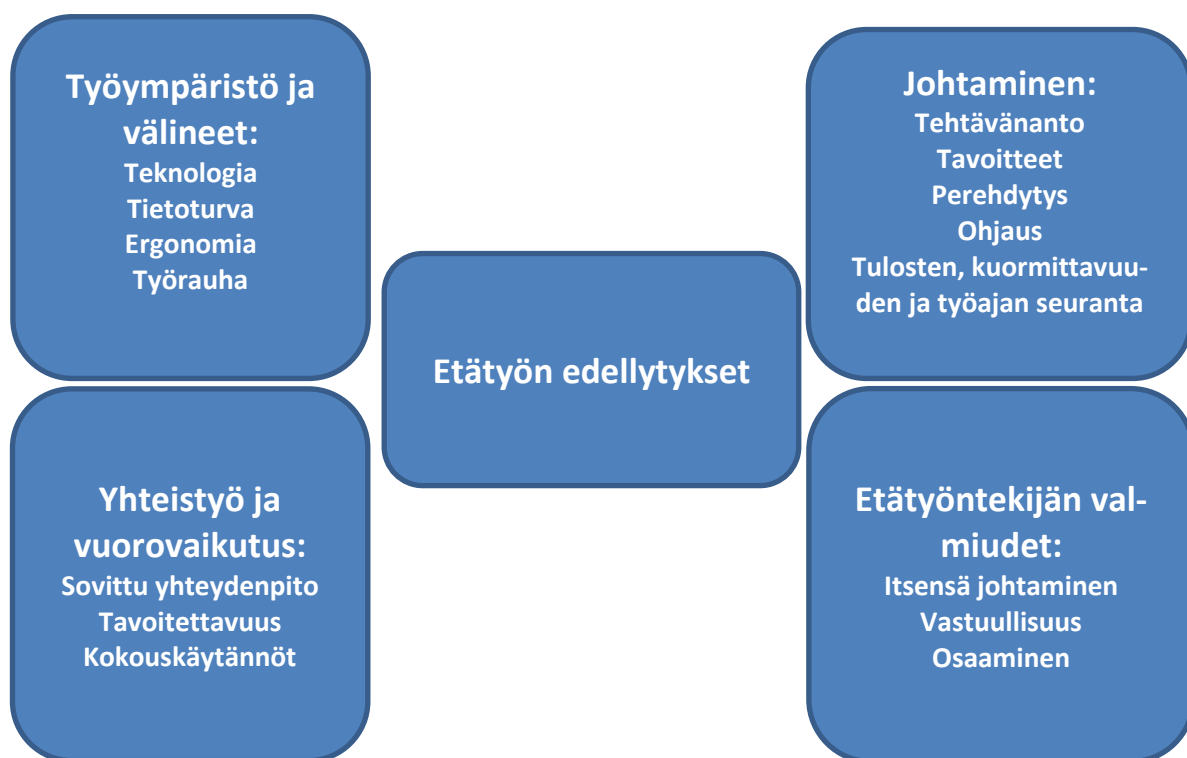 Työympäristö ja
välineet:
Teknologia
Tietoturva
Ergonomia
Työrauha
Johtaminen:
Tehtävänanto
Tavoitteet
Perehdytys
Ohjaus
Tulosten, kuormittavuu-
den ja työajan seuranta
Etätyön edellytykset
Yhteistyö ja
vuorovaikutus:
Sovittu yhteydenpito
Tavoitettavuus
Kokouskäytännöt
Etätyöntekijän val-
miudet:
Itsensä johtaminen
Vastuullisuus
Osaaminen